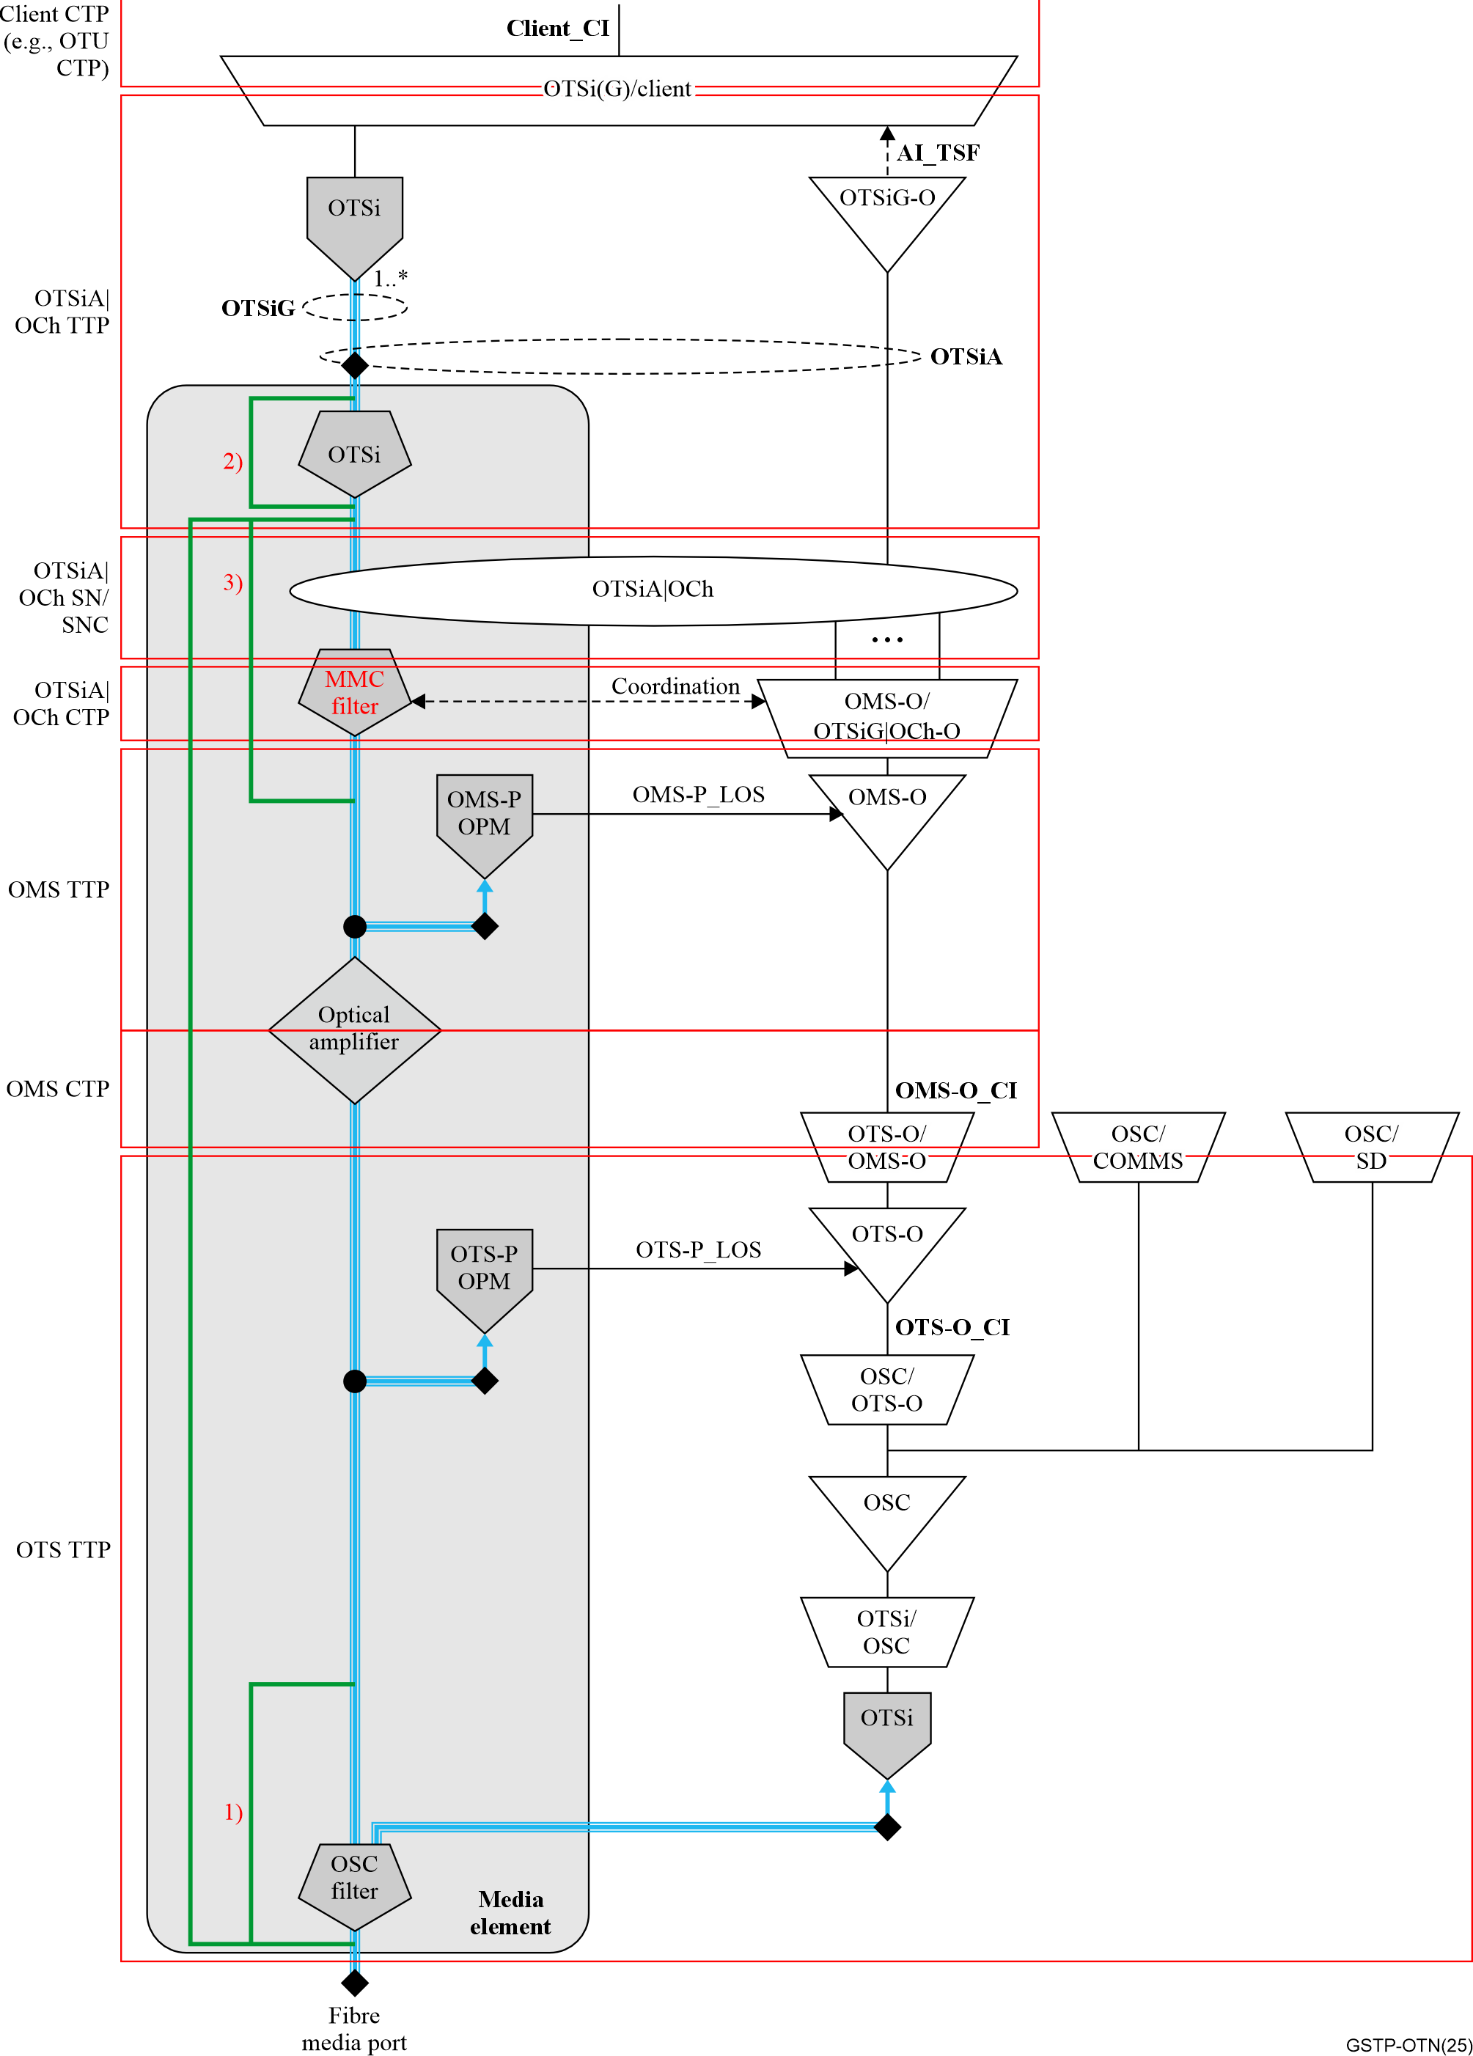 Client CTP
(e.g., OTU
CTP)
Client_CI
OTSi(G)/client
AI_TSF
OTSi
OTSiG-O
1..*
OTSiG
OTSiA|
OCh TTP
OTSiA
OTSi
2)
OTSiA|
OCh SN/
SNC
3)
OTSiA|OCh
...
OTSiA|
OCh CTP
MMC
filter
Coordination
OMS-O/
OTSiG|OCh-O
OMS-P
OPM
OMS-P_LOS
OMS-O
OMS TTP
Optical
amplifier
OMS CTP
OMS-O_CI
OTS-O/
OMS-O
OSC/
COMMS
OSC/
SD
OTS-P
OPM
OTS-P_LOS
OTS-O
OTS-O_CI
OSC/
OTS-O
OSC
OTS TTP
OTSi/
OSC
OTSi
1)
OSC
filter
Media
element
Fibre
media port
GSTP-OTN(25)